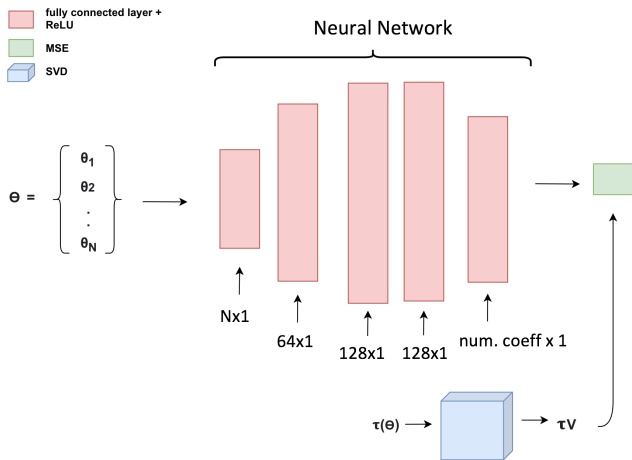 fully connected layer +
ReLU
MSE
SVD
Neural Network
Θ =
θ1
θ2
.
.
θN
Nx1
64x1
128x1
128x1
num. coeff x 1
τ(Θ)
τV